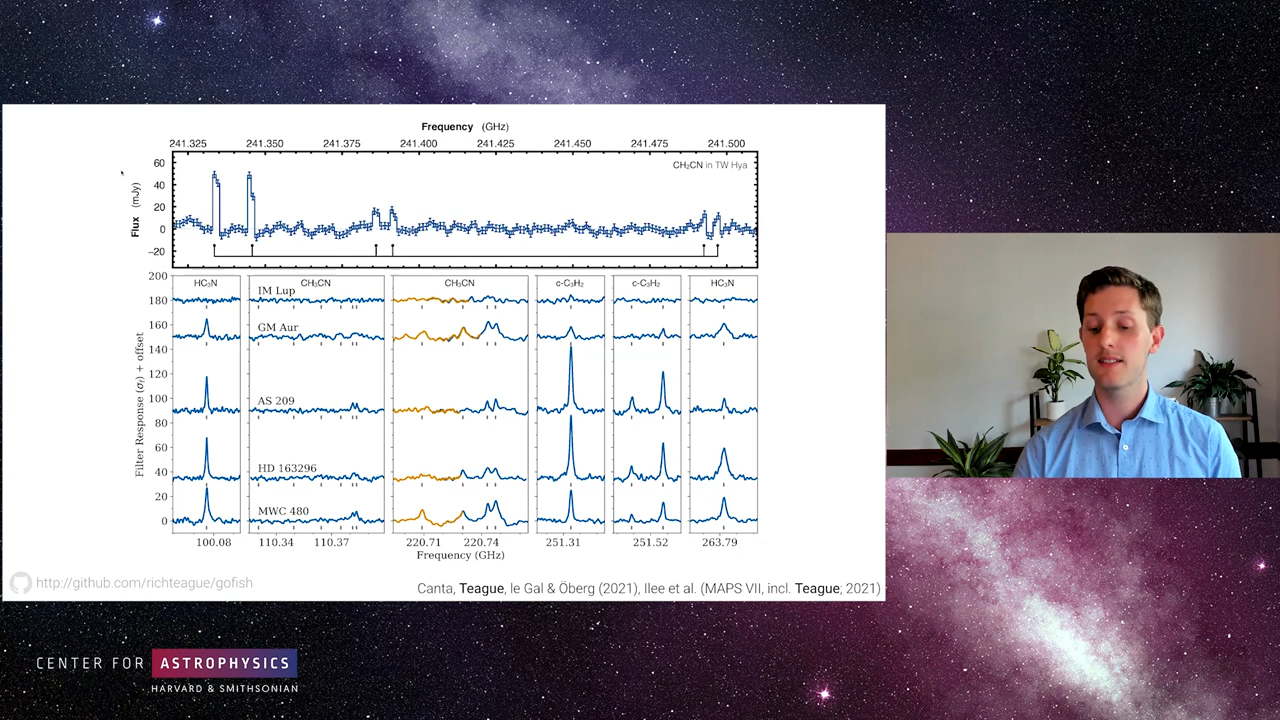 Frequency (GHz)
241.325 241.350 241.375 241.400 241.425 241.450 241.475 241.500
CH₂CN in TW Hya
Flux (mJy)
60
40
20
0
−20
Filter Response (σ_f) + offset
200
180
160
140
120
100
80
60
40
20
0
HC₃N CH₃CN CH₃CN c-C₃H₂ c-C₃H₂ HC₃N
IM Lup
GM Aur
AS 209
HD 163296
MWC 480
100.08 110.34 110.37 220.71 220.74 251.31 251.52 263.79
Frequency (GHz)
http://github.com/richteague/gofish
Canta, Teague, le Gal & Öberg (2021), Ilee et al. (MAPS VII, incl. Teague; 2021)
CENTER FOR ASTROPHYSICS
HARVARD & SMITHSONIAN